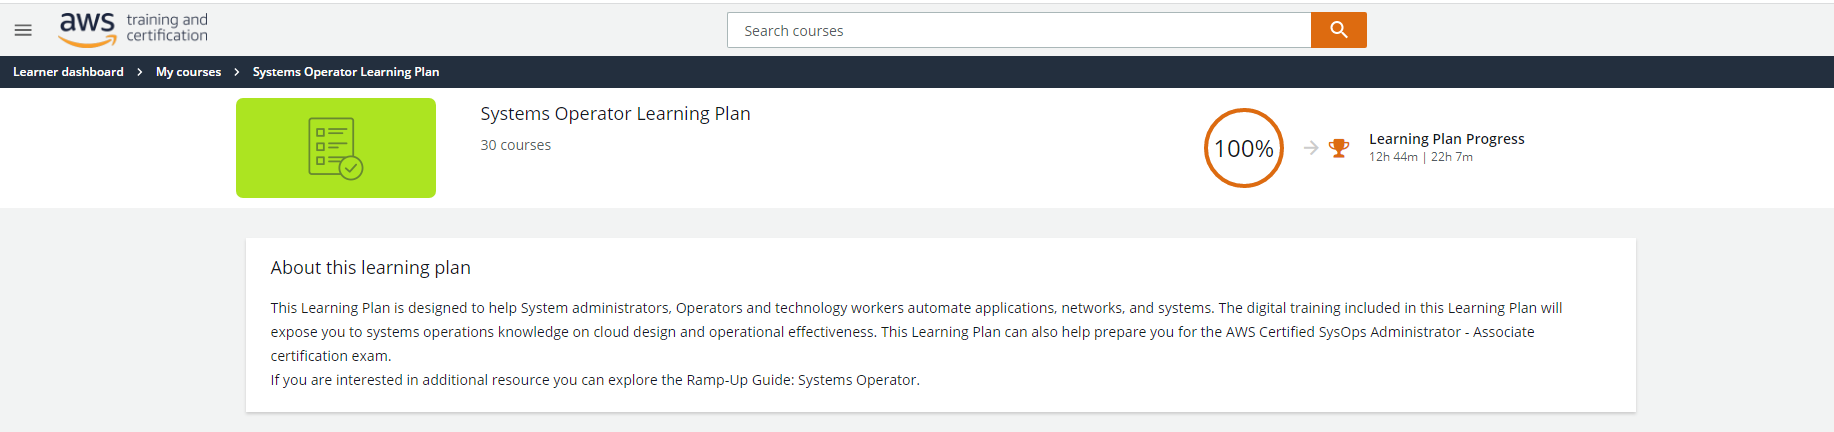 aws training and
certification
Search courses
Learner dashboard > My courses > Systems Operator Learning Plan
Systems Operator Learning Plan
30 courses
100%
Learning Plan Progress
12h 44m | 22h 7m
About this learning plan
This Learning Plan is designed to help System administrators, Operators and technology workers automate applications, networks, and systems. The digital training included in this Learning Plan will
expose you to systems operations knowledge on cloud design and operational effectiveness. This Learning Plan can also help prepare you for the AWS Certified SysOps Administrator - Associate
certification exam.
If you are interested in additional resource you can explore the Ramp-Up Guide: Systems Operator.